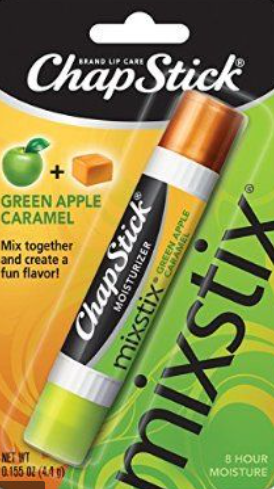 BRAND LIP CARE
ChapStick®
+
GREEN APPLE
CARAMEL
Mix together
and create a
fun flavor!
ChapStick®
MOISTURIZER
mixstix®
GREEN APPLE
CARAMEL
mixstix®
NET WT
0.155 OZ (4.4 g)
8 HOUR
MOISTURE